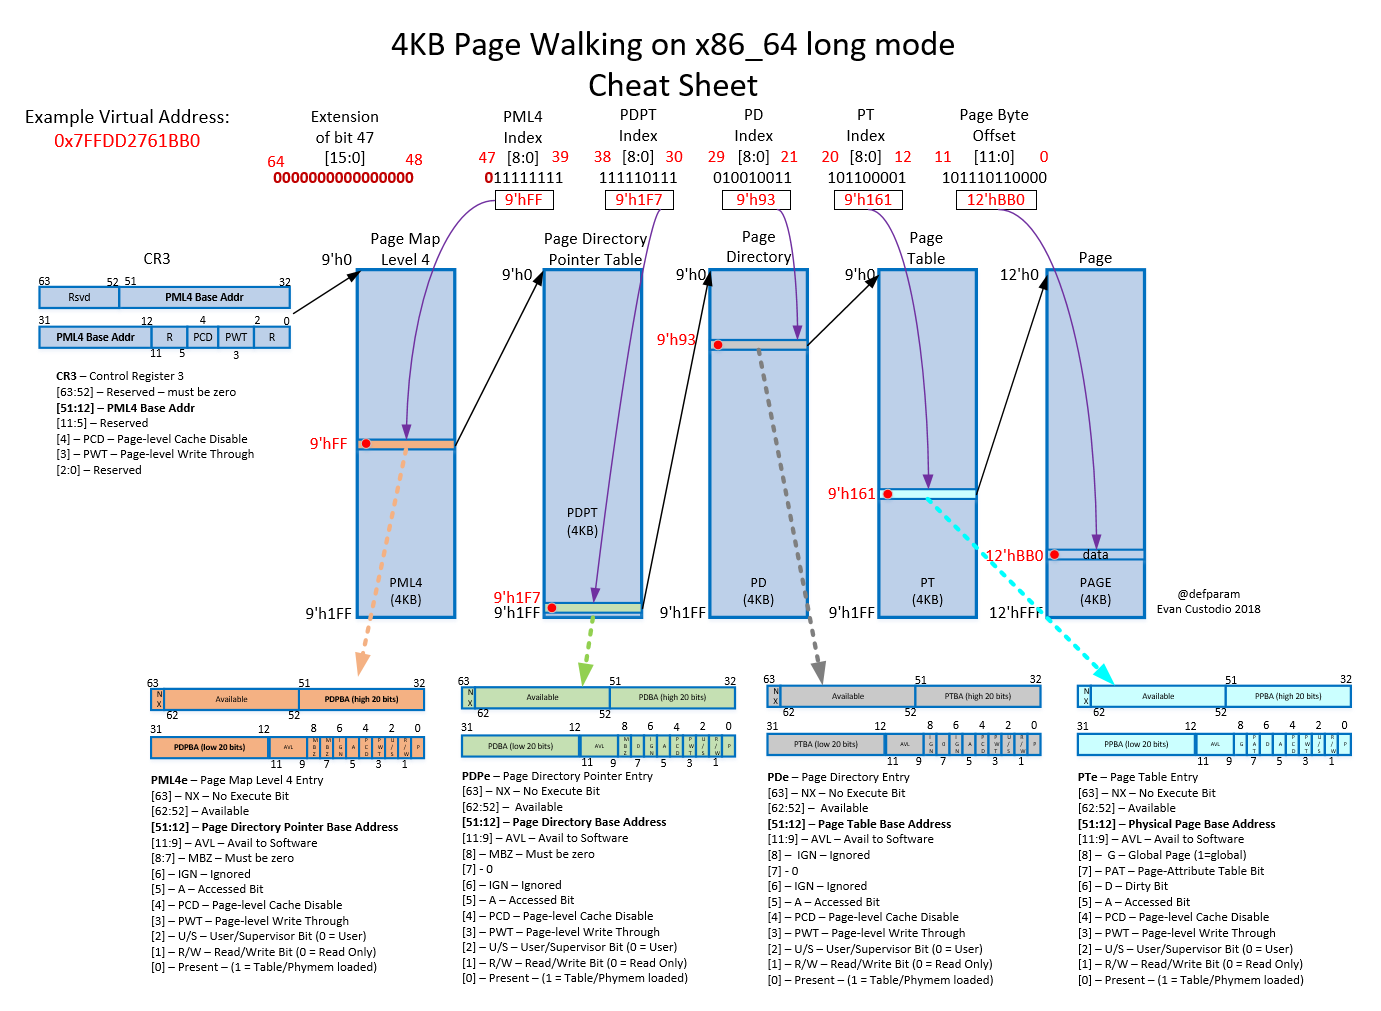 4KB Page Walking on x86_64 long mode
Cheat Sheet
Example Virtual Address:
0x7FFDD2761BB0
Extension
of bit 47
[15:0]
64
48
0000000000000000
PML4
Index
[8:0]
47
39
011111111
9'hFF
PDPT
Index
[8:0]
38
30
111110111
9'h1F7
PD
Index
[8:0]
29
21
010010011
9'h93
PT
Index
[8:0]
20
12
101100001
9'h161
Page Byte
Offset
[11:0]
11
0
101110110000
12'hBB0
CR3
63
52
51
32
Rsvd
PML4 Base Addr
31
12
4
2
0
PML4 Base Addr
R
PCD
PWT
R
11
5
3
CR3 – Control Register 3
[63:52] – Reserved – must be zero
[51:12] – PML4 Base Addr
[11:5] – Reserved
[4] – PCD – Page-level Cache Disable
[3] – PWT – Page-level Write Through
[2:0] – Reserved
Page Map
Level 4
9'h0
9'hFF
PML4
(4KB)
9'h1FF
Page Directory
Pointer Table
9'h0
PDPT
(4KB)
9'h1F7
9'h1FF
Page
Directory
9'h0
9'h93
PD
(4KB)
9'h1FF
Page
Table
9'h0
9'h161
PT
(4KB)
9'h1FF
Page
12'h0
12'hBB0
data
PAGE
(4KB)
12'hFFF
@defparam
Evan Custodio 2018
63
51
32
N
X
Available
PDPBA (high 20 bits)
62
52
31
12
8
6
4
2
0
PDPBA (low 20 bits)
AVL
M
B
Z
M
B
Z
I
G
N
A
P
C
D
P
W
T
U
/
S
R
/
W
P
11
9
7
5
3
1
PML4e – Page Map Level 4 Entry
[63] – NX – No Execute Bit
[62:52] – Available
[51:12] – Page Directory Pointer Base Address
[11:9] – AVL – Avail to Software
[8:7] – MBZ – Must be zero
[6] – IGN – Ignored
[5] – A – Accessed Bit
[4] – PCD – Page-level Cache Disable
[3] – PWT – Page-level Write Through
[2] – U/S – User/Supervisor Bit (0 = User)
[1] – R/W – Read/Write Bit (0 = Read Only)
[0] – Present – (1 = Table/Phymem loaded)
63
51
32
N
X
Available
PDBA (high 20 bits)
62
52
31
12
8
6
4
2
0
PDBA (low 20 bits)
AVL
M
B
Z
0
I
G
N
A
P
C
D
P
W
T
U
/
S
R
/
W
P
11
9
7
5
3
1
PDPe – Page Directory Pointer Entry
[63] – NX – No Execute Bit
[62:52] – Available
[51:12] – Page Directory Base Address
[11:9] – AVL – Avail to Software
[8] – MBZ – Must be zero
[7] - 0
[6] – IGN – Ignored
[5] – A – Accessed Bit
[4] – PCD – Page-level Cache Disable
[3] – PWT – Page-level Write Through
[2] – U/S – User/Supervisor Bit (0 = User)
[1] – R/W – Read/Write Bit (0 = Read Only)
[0] – Present – (1 = Table/Phymem loaded)
63
51
32
N
X
Available
PTBA (high 20 bits)
62
52
31
12
8
6
4
2
0
PTBA (low 20 bits)
AVL
I
G
N
0
I
G
N
A
P
C
D
P
W
T
U
/
S
R
/
W
P
11
9
7
5
3
1
PDe – Page Directory Entry
[63] – NX – No Execute Bit
[62:52] – Available
[51:12] – Page Table Base Address
[11:9] – AVL – Avail to Software
[8] – IGN – Ignored
[7] - 0
[6] – IGN – Ignored
[5] – A – Accessed Bit
[4] – PCD – Page-level Cache Disable
[3] – PWT – Page-level Write Through
[2] – U/S – User/Supervisor Bit (0 = User)
[1] – R/W – Read/Write Bit (0 = Read Only)
[0] – Present – (1 = Table/Phymem loaded)
63
51
32
N
X
Available
PPBA (high 20 bits)
62
52
31
12
8
6
4
2
0
PPBA (low 20 bits)
AVL
G
P
A
T
D
A
P
C
D
P
W
T
U
/
S
R
/
W
P
11
9
7
5
3
1
PTe – Page Table Entry
[63] – NX – No Execute Bit
[62:52] – Available
[51:12] – Physical Page Base Address
[11:9] – AVL – Avail to Software
[8] – G – Global Page (1=global)
[7] – PAT – Page-Attribute Table Bit
[6] – D – Dirty Bit
[5] – A – Accessed Bit
[4] – PCD – Page-level Cache Disable
[3] – PWT – Page-level Write Through
[2] – U/S – User/Supervisor Bit (0 = User)
[1] – R/W – Read/Write Bit (0 = Read Only)
[0] – Present – (1 = Table/Phymem loaded)